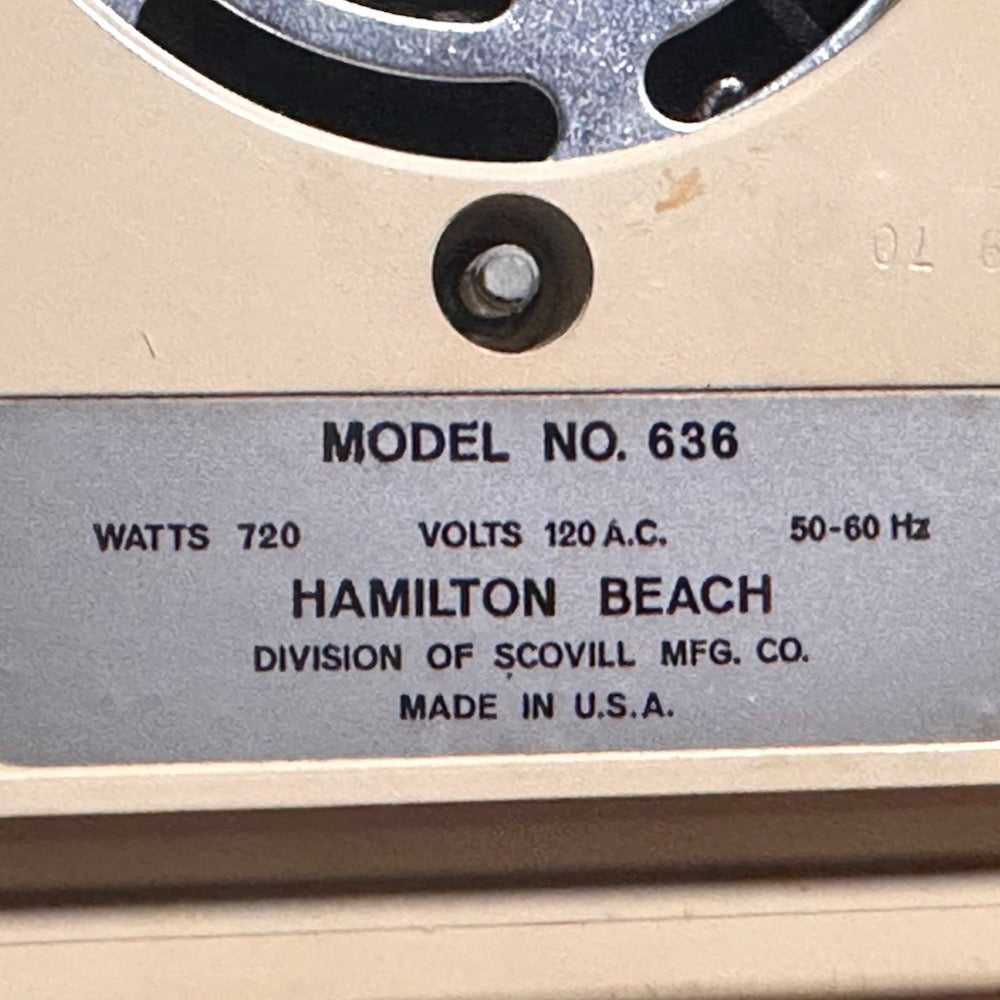 MODEL NO. 636
WATTS 720 VOLTS 120 A.C. 50-60 Hz
HAMILTON BEACH
DIVISION OF SCOVILL MFG. CO.
MADE IN U.S.A.